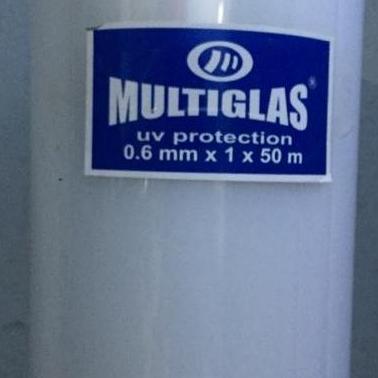 MULTIGLAS®
uv protection
0.6 mm x 1 x 50 m